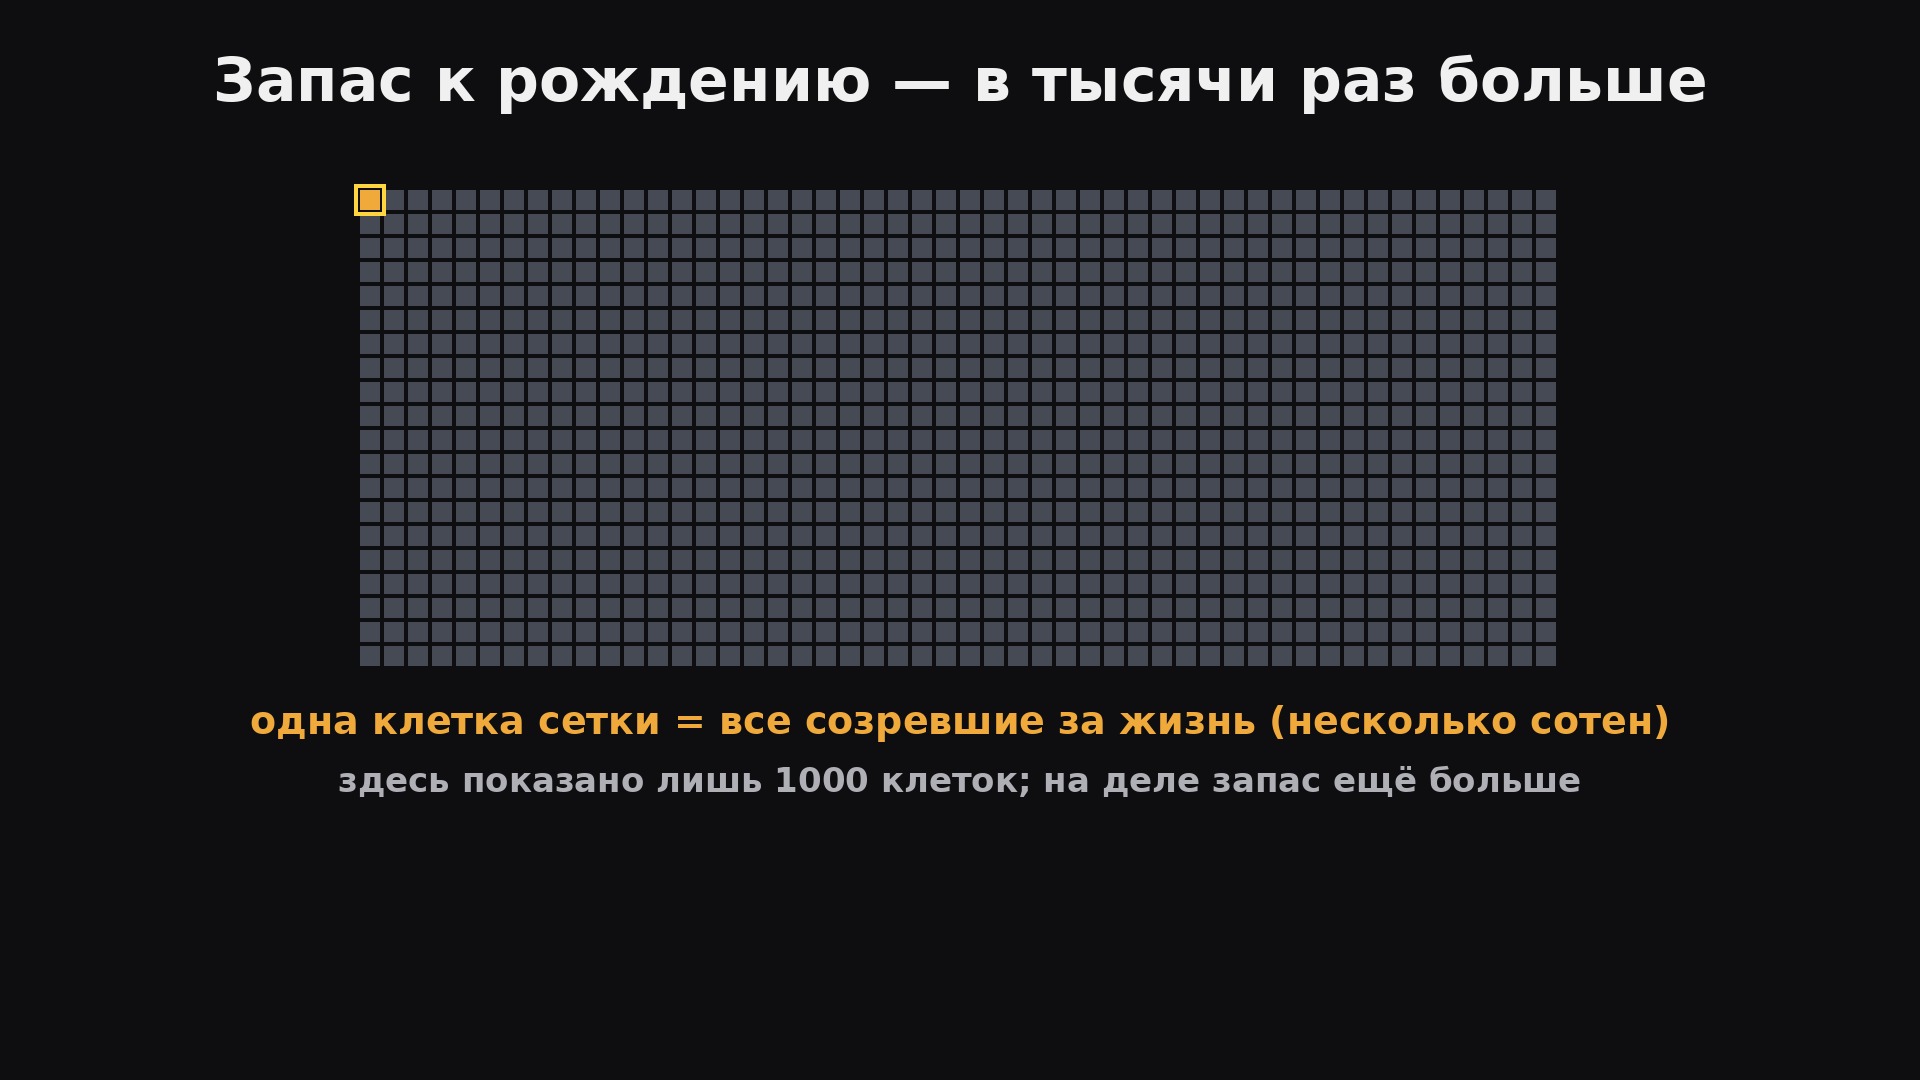 Запас к рождению — в тысячи раз больше
одна клетка сетки = все созревшие за жизнь (несколько сотен)
здесь показано лишь 1000 клеток; на деле запас ещё больше